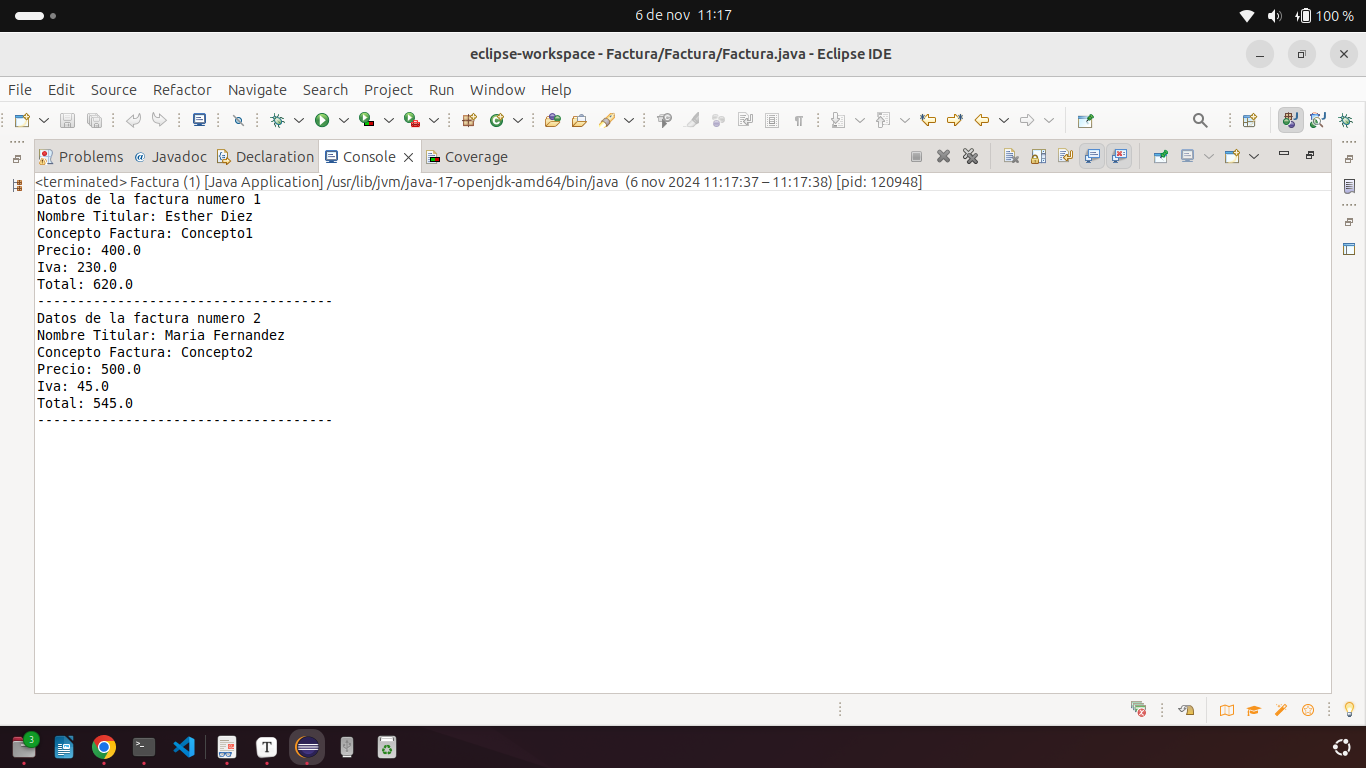 6 de nov 11:17
100 %
eclipse-workspace - Factura/Factura/Factura.java - Eclipse IDE
File Edit Source Refactor Navigate Search Project Run Window Help
Problems @ Javadoc Declaration Console Coverage
<terminated> Factura (1) [Java Application] /usr/lib/jvm/java-17-openjdk-amd64/bin/java (6 nov 2024 11:17:37 – 11:17:38) [pid: 120948]
Datos de la factura numero 1
Nombre Titular: Esther Diez
Concepto Factura: Concepto1
Precio: 400.0
Iva: 230.0
Total: 620.0
-------------------------------------
Datos de la factura numero 2
Nombre Titular: Maria Fernandez
Concepto Factura: Concepto2
Precio: 500.0
Iva: 45.0
Total: 545.0
-------------------------------------
3
T